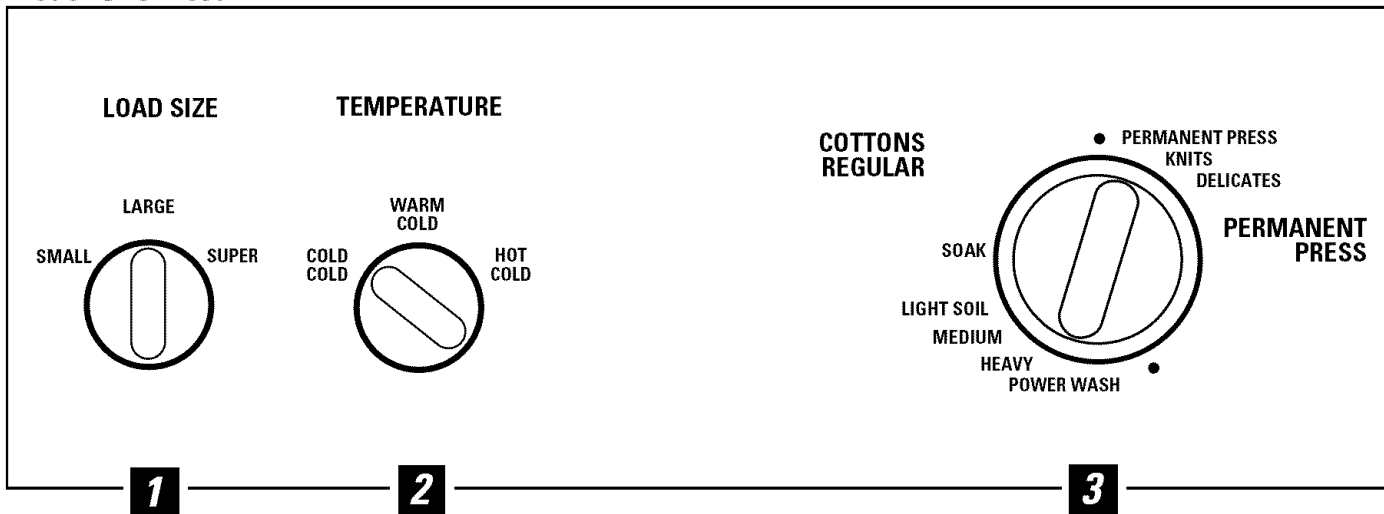 LOAD SIZE
LARGE
SMALL
SUPER
TEMPERATURE
WARM
COLD
COLD
COLD
HOT
COLD
COTTONS
REGULAR
PERMANENT PRESS
KNITS
DELICATES
PERMANENT
PRESS
SOAK
LIGHT SOIL
MEDIUM
HEAVY
POWER WASH
1
2
3